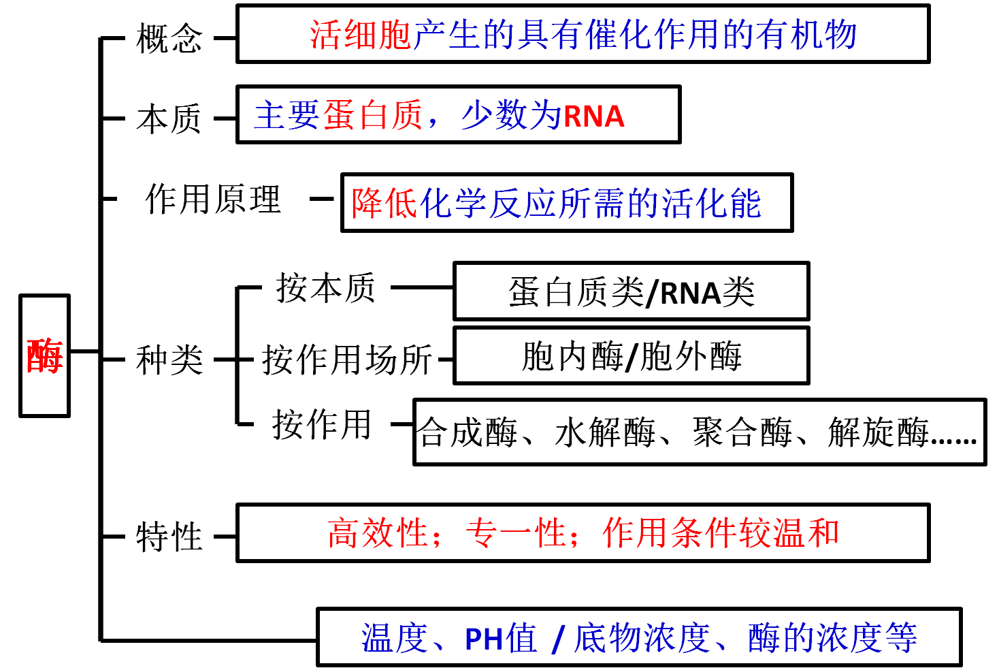 概念
活细胞产生的具有催化作用的有机物
本质
主要蛋白质，少数为RNA
作用原理
降低化学反应所需的活化能
酶
种类
按本质
蛋白质类/RNA类
按作用场所
胞内酶/胞外酶
按作用
合成酶、水解酶、聚合酶、解旋酶……
特性
高效性；专一性；作用条件较温和
温度、PH值 / 底物浓度、酶的浓度等